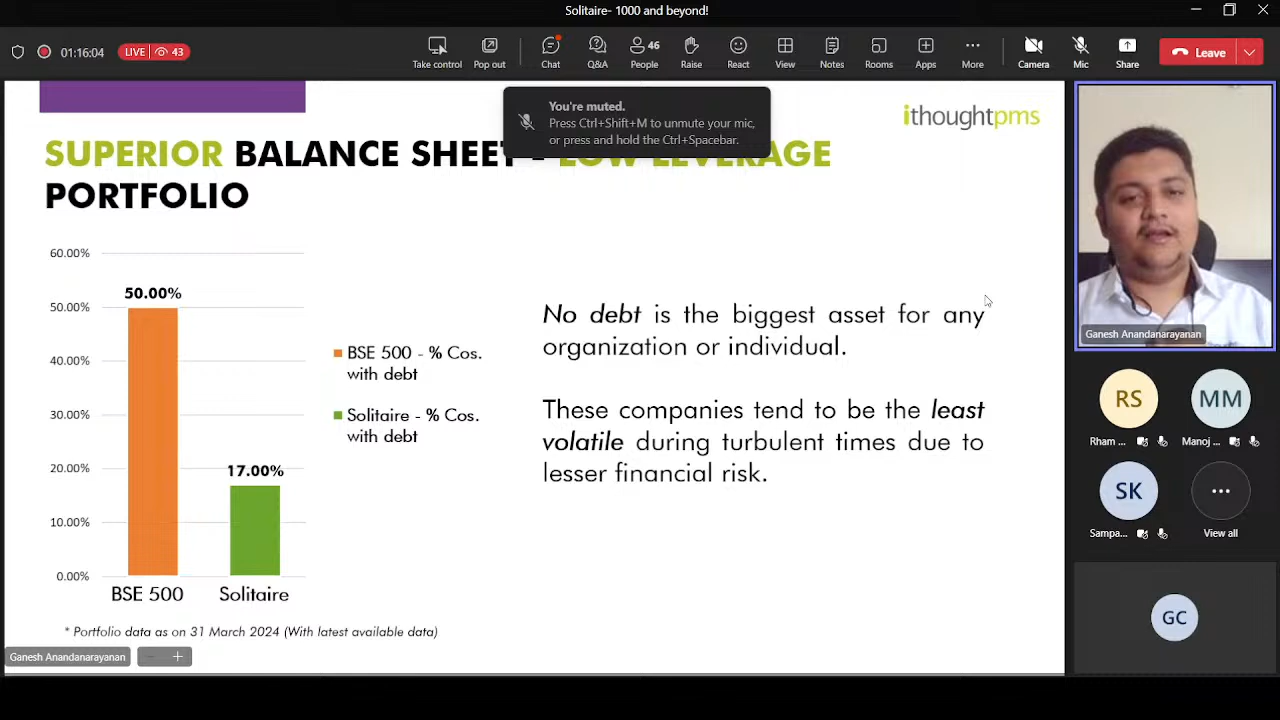 Solitaire- 1000 and beyond!
01:16:04
LIVE 43
Take control
Pop out
Chat
Q&A
46
People
Raise
React
View
Notes
Rooms
Apps
More
Camera
Mic
Share
Leave
You're muted.
Press Ctrl+Shift+M to unmute your mic,
or press and hold the Ctrl+Spacebar.
ithoughtpms
SUPERIOR BALANCE SHEET - LOW LEVERAGE
PORTFOLIO
60.00%
50.00%
40.00%
30.00%
20.00%
10.00%
0.00%
50.00%
17.00%
BSE 500
Solitaire
BSE 500 - % Cos.
with debt
Solitaire - % Cos.
with debt
No debt is the biggest asset for any
organization or individual.
These companies tend to be the least
volatile during turbulent times due to
lesser financial risk.
* Portfolio data as on 31 March 2024 (With latest available data)
Ganesh Anandanarayanan
Ganesh Anandanarayanan
RS
MM
Rham ...
Manoj ...
SK
Sampa...
View all
GC